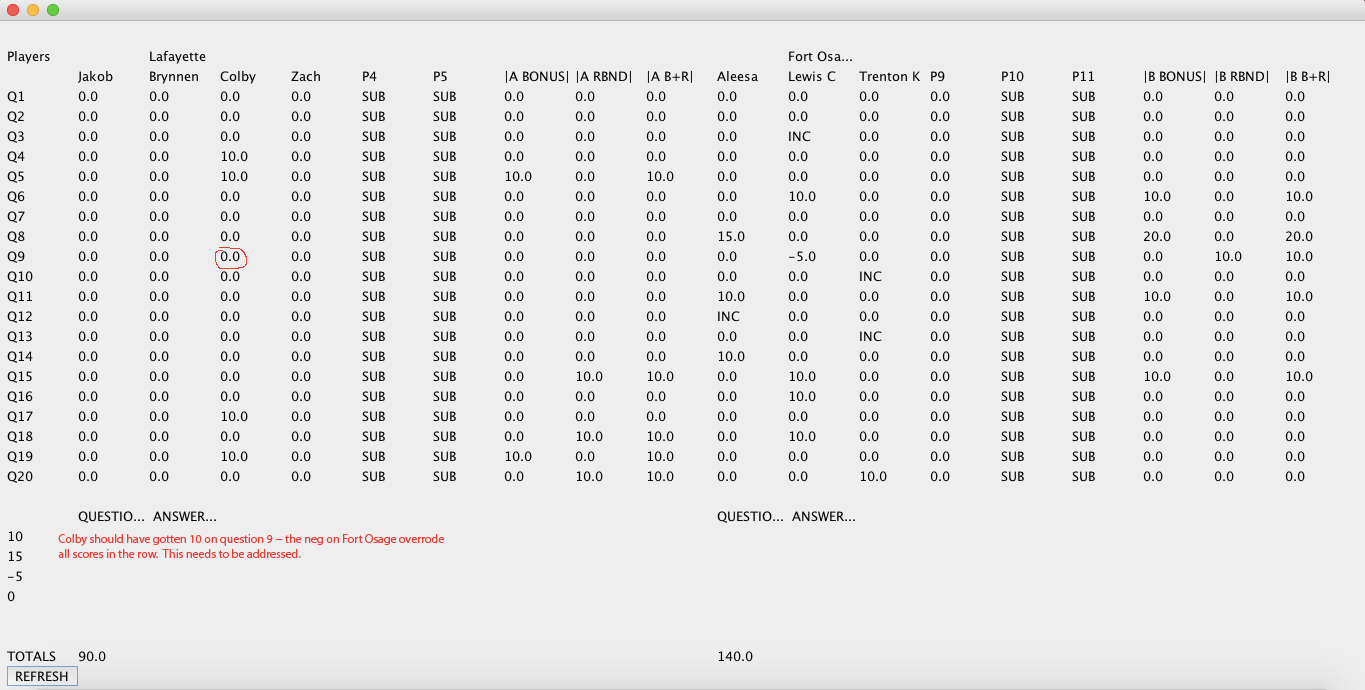 Players Lafayette Fort Osa...
Jakob Brynnen Colby Zach P4 P5 |A BONUS| |A RBND| |A B+R| Aleesa Lewis C Trenton K P9 P10 P11 |B BONUS| |B RBND| |B B+R|
Q1 0.0 0.0 0.0 0.0 SUB SUB 0.0 0.0 0.0 0.0 0.0 0.0 0.0 SUB SUB 0.0 0.0 0.0
Q2 0.0 0.0 0.0 0.0 SUB SUB 0.0 0.0 0.0 0.0 0.0 0.0 0.0 SUB SUB 0.0 0.0 0.0
Q3 0.0 0.0 0.0 0.0 SUB SUB 0.0 0.0 0.0 0.0 INC 0.0 0.0 SUB SUB 0.0 0.0 0.0
Q4 0.0 0.0 10.0 0.0 SUB SUB 0.0 0.0 0.0 0.0 0.0 0.0 0.0 SUB SUB 0.0 0.0 0.0
Q5 0.0 0.0 10.0 0.0 SUB SUB 10.0 0.0 10.0 0.0 0.0 0.0 0.0 SUB SUB 0.0 0.0 0.0
Q6 0.0 0.0 0.0 0.0 SUB SUB 0.0 0.0 0.0 0.0 10.0 0.0 0.0 SUB SUB 10.0 0.0 10.0
Q7 0.0 0.0 0.0 0.0 SUB SUB 0.0 0.0 0.0 0.0 0.0 0.0 0.0 SUB SUB 0.0 0.0 0.0
Q8 0.0 0.0 0.0 0.0 SUB SUB 0.0 0.0 0.0 15.0 0.0 0.0 0.0 SUB SUB 20.0 0.0 20.0
Q9 0.0 0.0 0.0 0.0 SUB SUB 0.0 0.0 0.0 0.0 -5.0 0.0 0.0 SUB SUB 0.0 10.0 10.0
Q10 0.0 0.0 0.0 0.0 SUB SUB 0.0 0.0 0.0 0.0 0.0 INC 0.0 SUB SUB 0.0 0.0 0.0
Q11 0.0 0.0 0.0 0.0 SUB SUB 0.0 0.0 0.0 10.0 0.0 0.0 0.0 SUB SUB 10.0 0.0 10.0
Q12 0.0 0.0 0.0 0.0 SUB SUB 0.0 0.0 0.0 INC 0.0 0.0 0.0 SUB SUB 0.0 0.0 0.0
Q13 0.0 0.0 0.0 0.0 SUB SUB 0.0 0.0 0.0 0.0 0.0 INC 0.0 SUB SUB 0.0 0.0 0.0
Q14 0.0 0.0 0.0 0.0 SUB SUB 0.0 0.0 0.0 10.0 0.0 0.0 0.0 SUB SUB 0.0 0.0 0.0
Q15 0.0 0.0 0.0 0.0 SUB SUB 0.0 10.0 10.0 0.0 10.0 0.0 0.0 SUB SUB 10.0 0.0 10.0
Q16 0.0 0.0 0.0 0.0 SUB SUB 0.0 0.0 0.0 0.0 10.0 0.0 0.0 SUB SUB 0.0 0.0 0.0
Q17 0.0 0.0 10.0 0.0 SUB SUB 0.0 0.0 0.0 0.0 0.0 0.0 0.0 SUB SUB 0.0 0.0 0.0
Q18 0.0 0.0 0.0 0.0 SUB SUB 0.0 10.0 10.0 0.0 10.0 0.0 0.0 SUB SUB 0.0 0.0 0.0
Q19 0.0 0.0 10.0 0.0 SUB SUB 10.0 0.0 10.0 0.0 0.0 0.0 0.0 SUB SUB 0.0 0.0 0.0
Q20 0.0 0.0 0.0 0.0 SUB SUB 0.0 10.0 10.0 0.0 0.0 10.0 0.0 SUB SUB 0.0 0.0 0.0
QUESTIO... ANSWER... QUESTIO... ANSWER...
10
Colby should have gotten 10 on question 9 – the neg on Fort Osage overrode
all scores in the row. This needs to be addressed.
15
-5
0
TOTALS 90.0 140.0
REFRESH